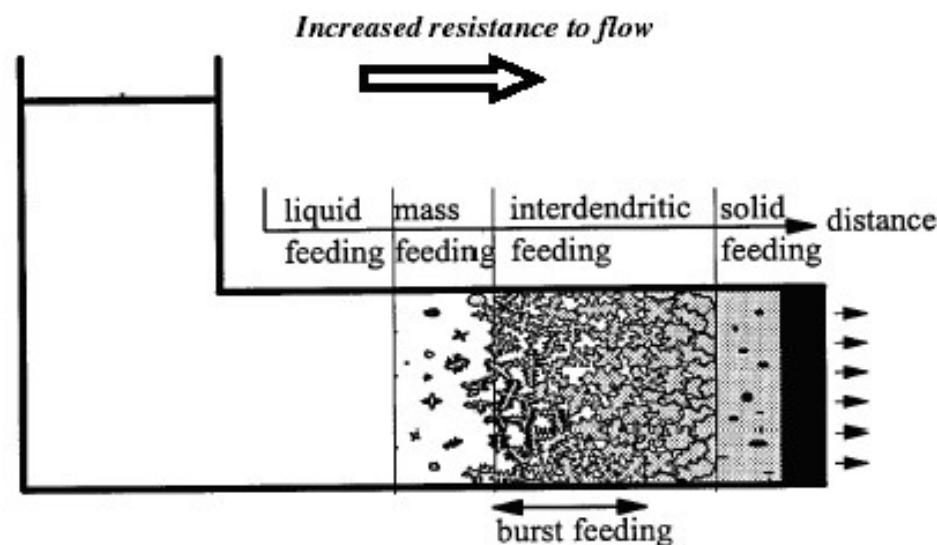 Increased resistance to flow
liquid mass interdendritic solid
distance
feeding feeding feeding feeding
burst feeding